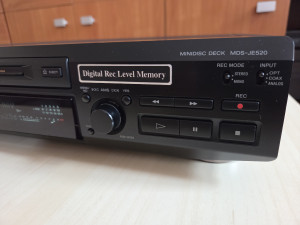 MINIDISC DECK MDS-JE520
Digital Rec Level Memory
REC MODE INPUT
STEREO
MONO
OPT
COAX
ANALOG
REC